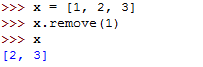 >>> x = [1, 2, 3]
>>> x.remove(1)
>>> x
[2, 3]